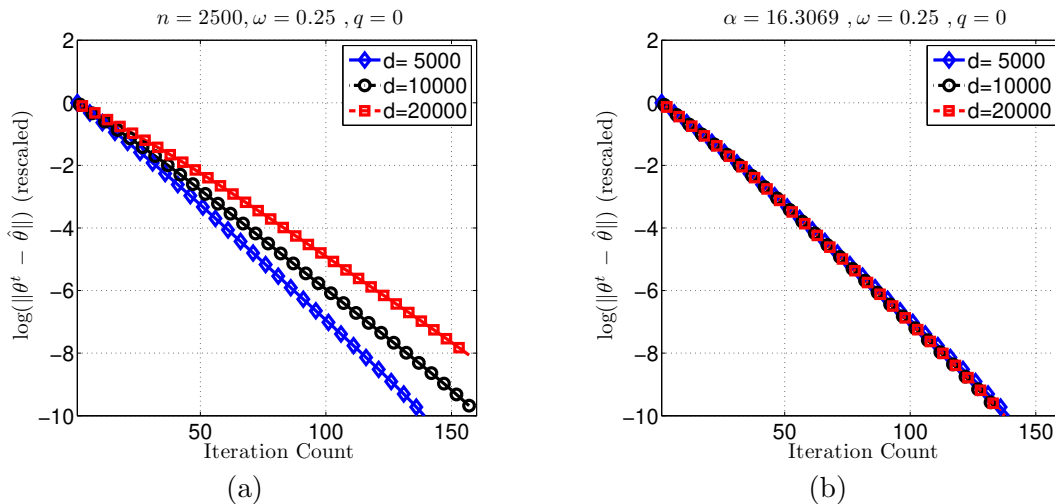 n = 2500, ω = 0.25 , q = 0
2
0
−2
−4
−6
−8
−10
log(‖θ^t − θ̂‖) (rescaled)
d= 5000
d=10000
d=20000
50
100
150
Iteration Count
(a)
α = 16.3069 , ω = 0.25 , q = 0
2
0
−2
−4
−6
−8
−10
log(‖θ^t − θ̂‖) (rescaled)
d= 5000
d=10000
d=20000
50
100
150
Iteration Count
(b)